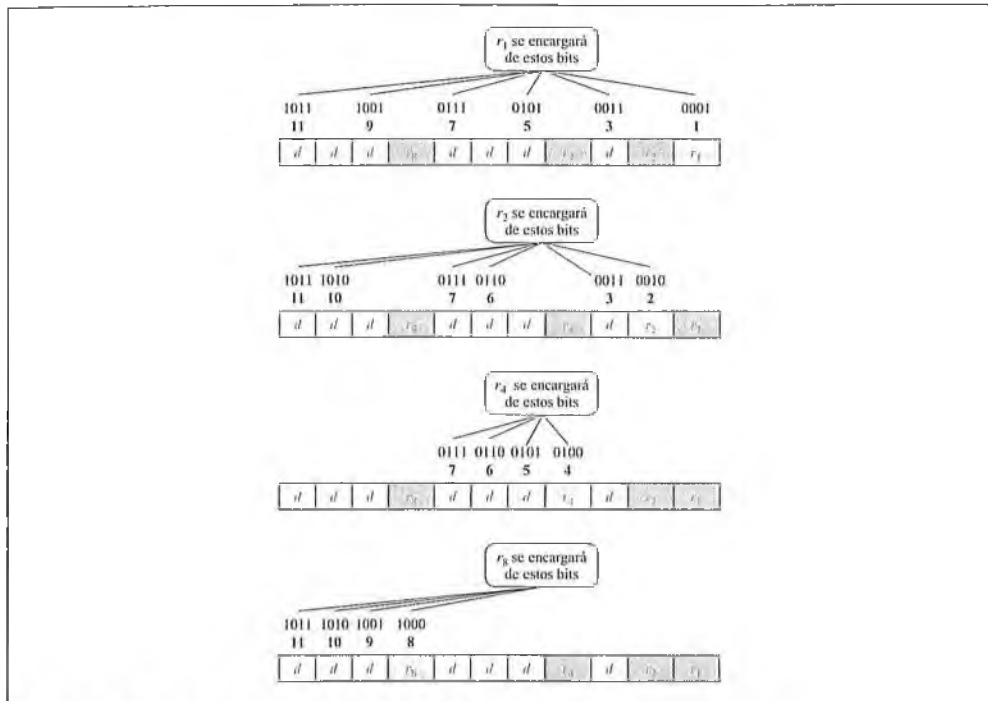 r₁ se encargará
de estos bits
1011 1001 0111 0101 0011 0001
11 9 7 5 3 1
d d d r₈ d d d r₄ d r₂ r₁
r₂ se encargará
de estos bits
1011 1010 0111 0110 0011 0010
11 10 7 6 3 2
d d d r₈ d d d r₄ d r₂ r₁
r₄ se encargará
de estos bits
0111 0110 0101 0100
7 6 5 4
d d d r₈ d d d r₄ d r₂ r₁
r₈ se encargará
de estos bits
1011 1010 1001 1000
11 10 9 8
d d d r₈ d d d r₄ d r₂ r₁